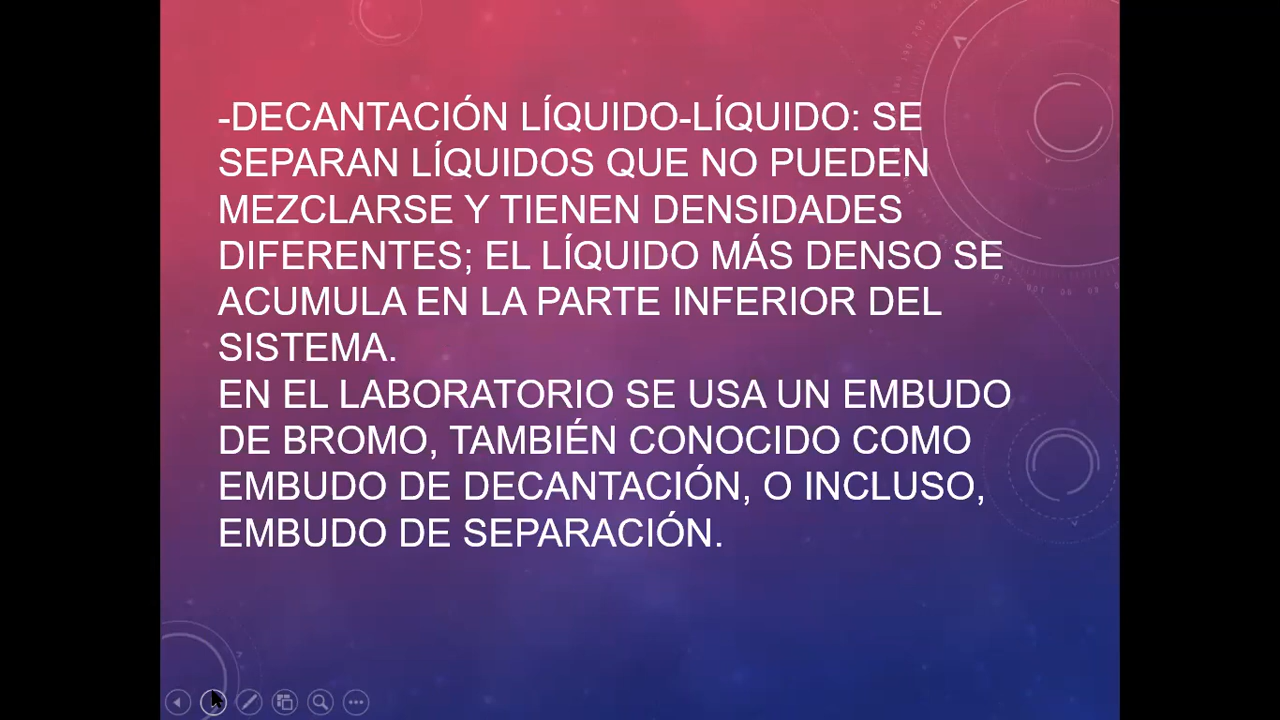 -DECANTACIÓN LÍQUIDO-LÍQUIDO: SE
SEPARAN LÍQUIDOS QUE NO PUEDEN
MEZCLARSE Y TIENEN DENSIDADES
DIFERENTES; EL LÍQUIDO MÁS DENSO SE
ACUMULA EN LA PARTE INFERIOR DEL
SISTEMA.
EN EL LABORATORIO SE USA UN EMBUDO
DE BROMO, TAMBIÉN CONOCIDO COMO
EMBUDO DE DECANTACIÓN, O INCLUSO,
EMBUDO DE SEPARACIÓN.